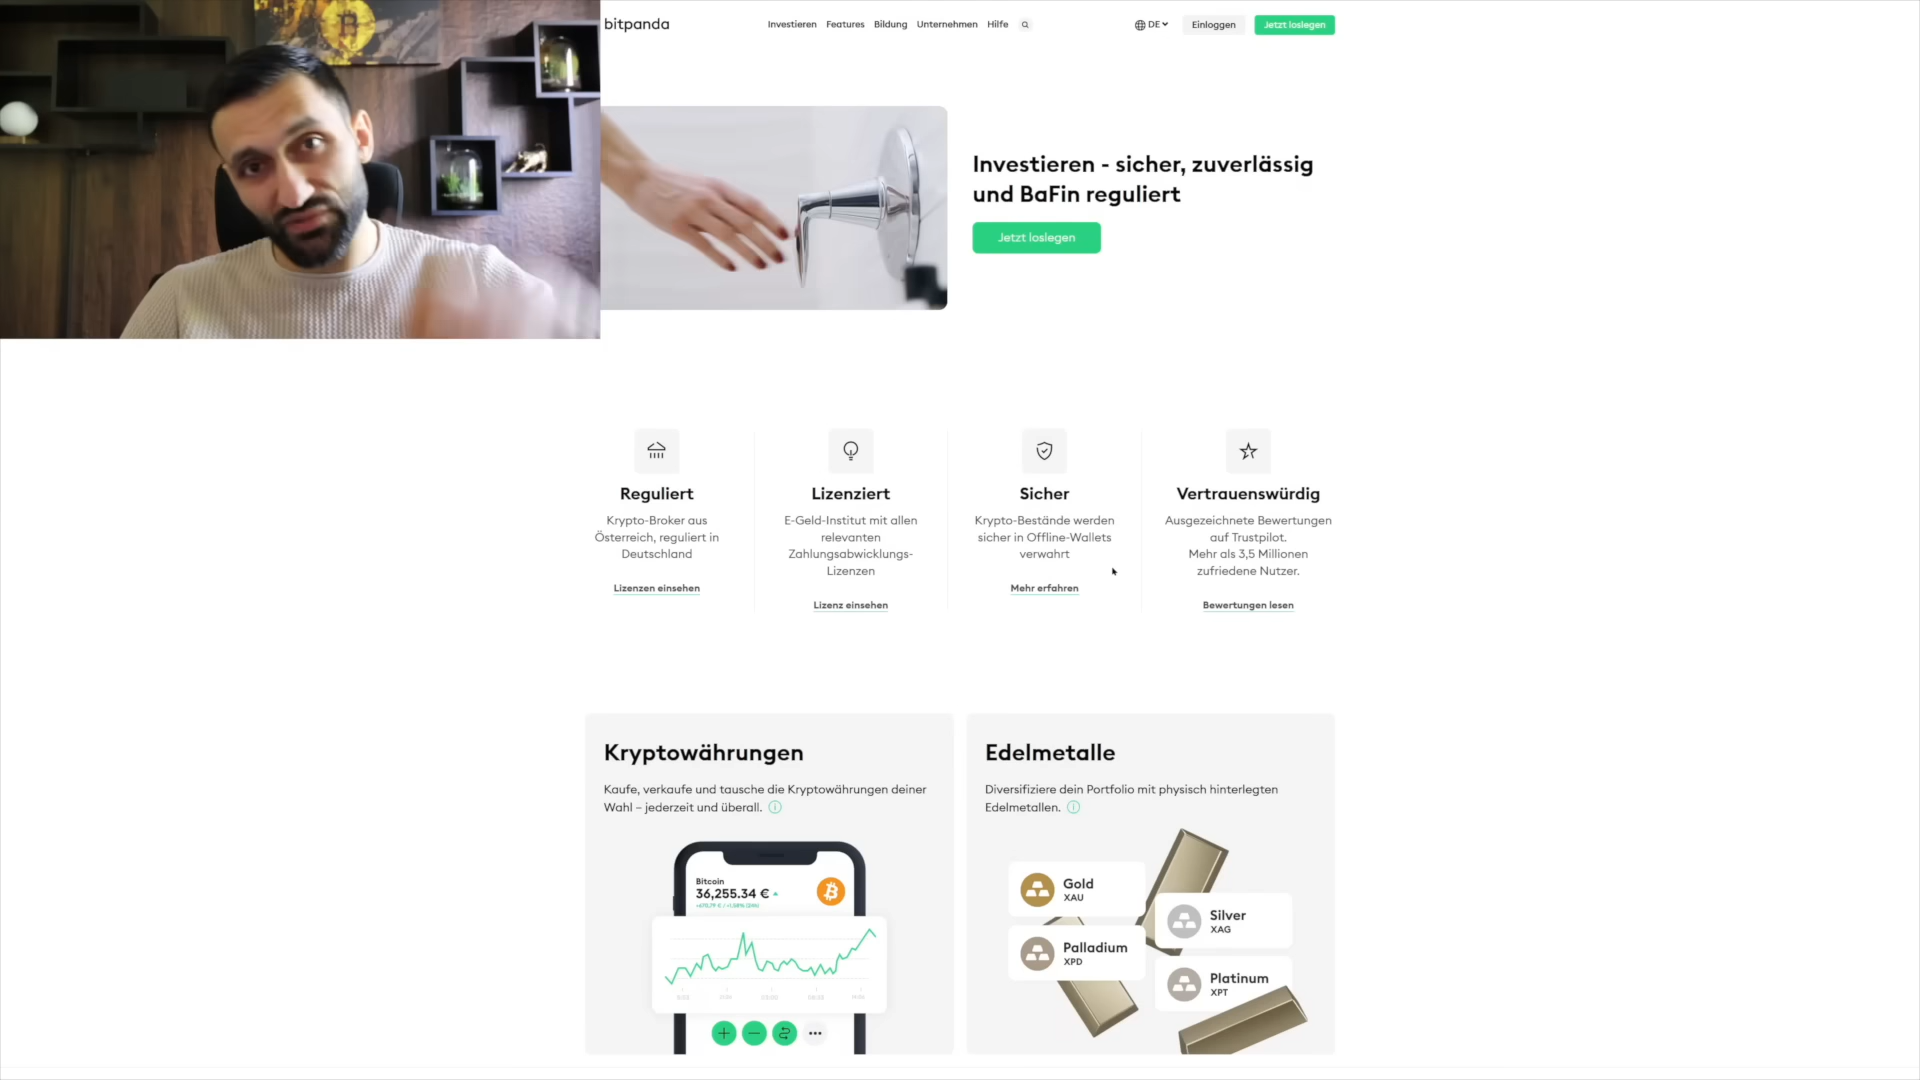 bitpanda
Investieren Features Bildung Unternehmen Hilfe
DE
Einloggen
Jetzt loslegen
Investieren - sicher, zuverlässig
und BaFin reguliert
Jetzt loslegen
Reguliert
Krypto-Broker aus
Österreich, reguliert in
Deutschland
Lizenzen einsehen
Lizenziert
E-Geld-Institut mit allen
relevanten
Zahlungsabwicklungs-
Lizenzen
Lizenz einsehen
Sicher
Krypto-Bestände werden
sicher in Offline-Wallets
verwahrt
Mehr erfahren
Vertrauenswürdig
Ausgezeichnete Bewertungen
auf Trustpilot.
Mehr als 3,5 Millionen
zufriedene Nutzer.
Bewertungen lesen
Kryptowährungen
Kaufe, verkaufe und tausche die Kryptowährungen deiner
Wahl – jederzeit und überall.
Bitcoin
36,255.34 €
Edelmetalle
Diversifiziere dein Portfolio mit physisch hinterlegten
Edelmetallen.
Gold
XAU
Silver
XAG
Palladium
XPD
Platinum
XPT